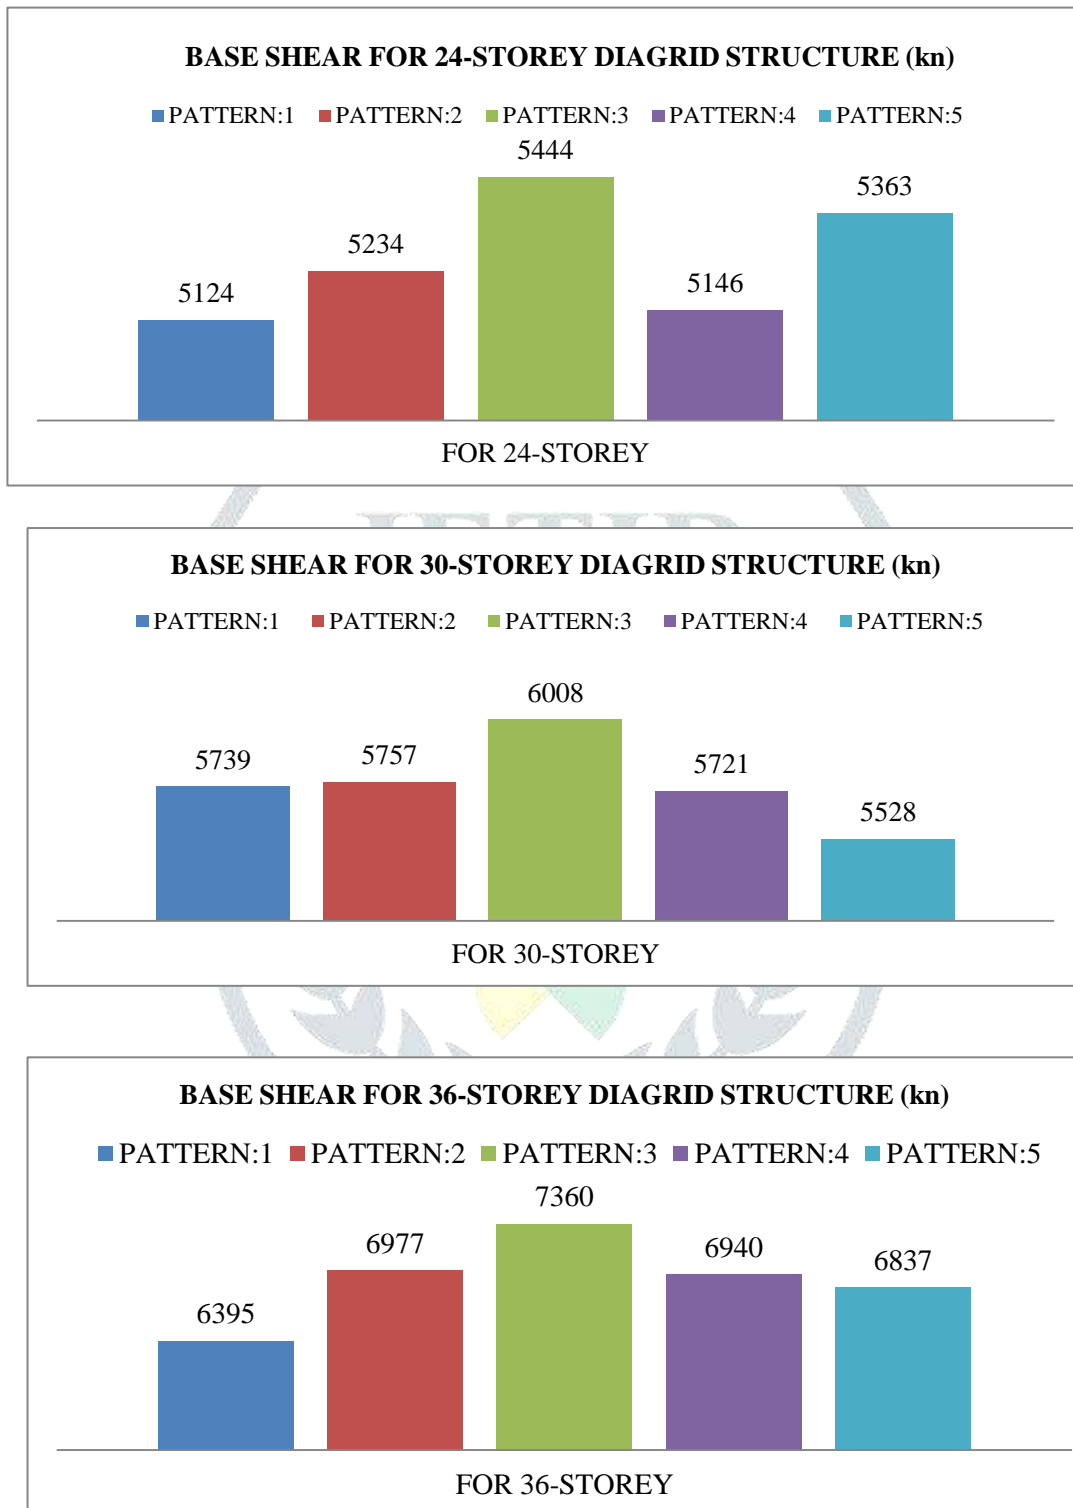 BASE SHEAR FOR 24-STOREY DIAGRID STRUCTURE (kn)
PATTERN:1 PATTERN:2 PATTERN:3 PATTERN:4 PATTERN:5
5124 5234 5444 5146 5363
FOR 24-STOREY
BASE SHEAR FOR 30-STOREY DIAGRID STRUCTURE (kn)
PATTERN:1 PATTERN:2 PATTERN:3 PATTERN:4 PATTERN:5
5739 5757 6008 5721 5528
FOR 30-STOREY
BASE SHEAR FOR 36-STOREY DIAGRID STRUCTURE (kn)
PATTERN:1 PATTERN:2 PATTERN:3 PATTERN:4 PATTERN:5
6395 6977 7360 6940 6837
FOR 36-STOREY